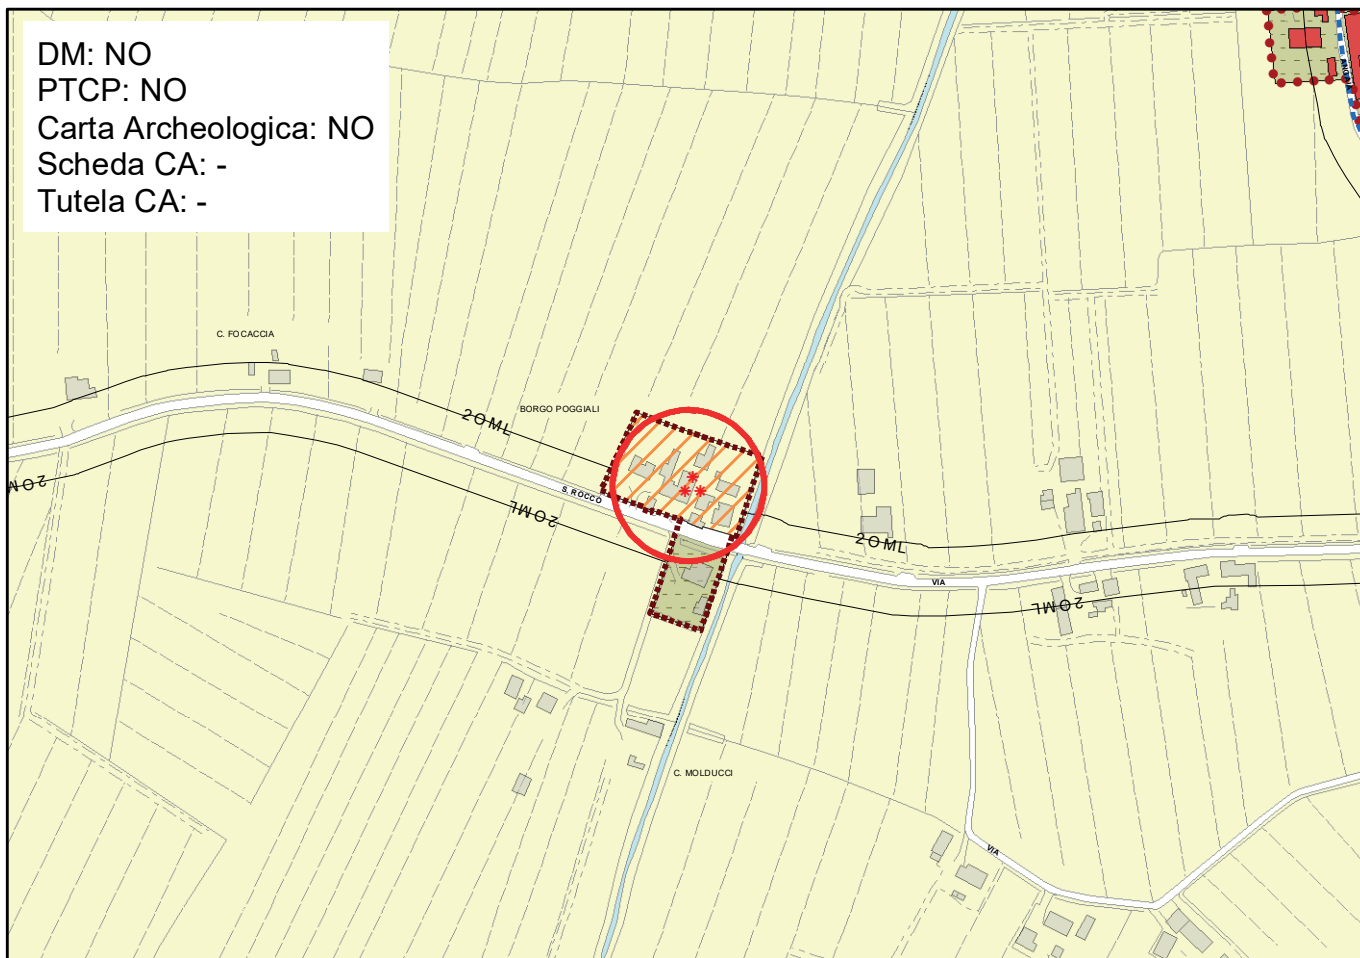 DM: NO
PTCP: NO
Carta Archeologica: NO
Scheda CA: -
Tutela CA: -
C. FOCACCIA
BORGO POGGIALI
20ML
20ML
S. ROCCO
20ML
20ML
VIA
20ML
C. MOLDUCCI
VIA